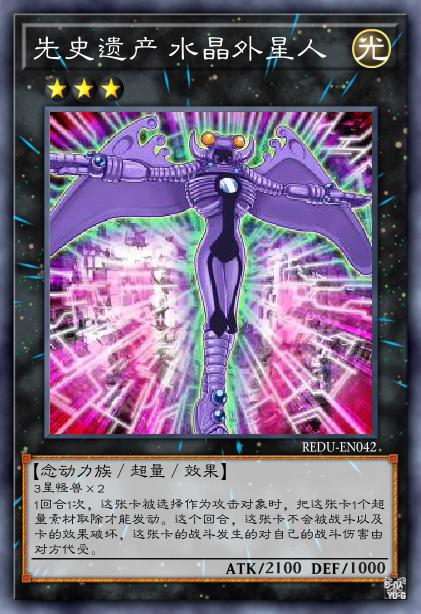 先史遗产 水晶外星人
光
REDU-EN042
【念动力族／超量／效果】
3星怪兽×2
1回合1次，这张卡被选择作为攻击对象时，把这张卡1个超
量素材取除才能发动。这个回合，这张卡不会被战斗以及
卡的效果破坏，这张卡的战斗发生的对自己的战斗伤害由
对方代受。
ATK/2100 DEF/1000